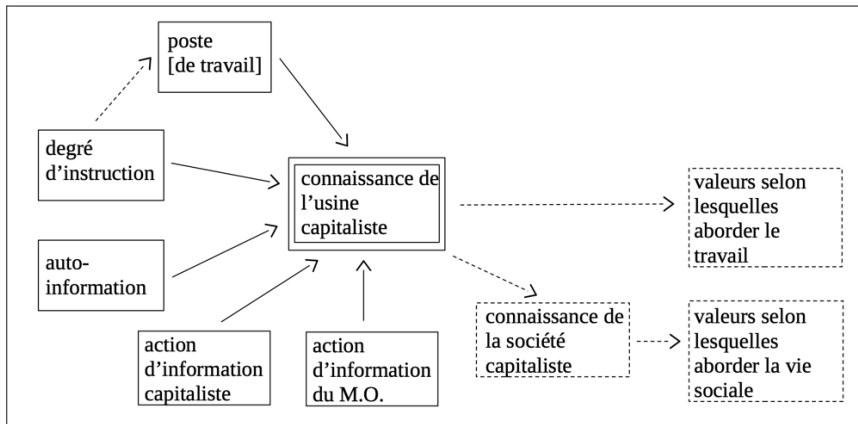 poste
[de travail]
degré
d’instruction
connaissance de
l’usine
capitaliste
valeurs selon
lesquelles
aborder le
travail
auto-
information
action
d’information
capitaliste
action
d’information
du M.O.
connaissance de
la société
capitaliste
valeurs selon
lesquelles
aborder la vie
sociale